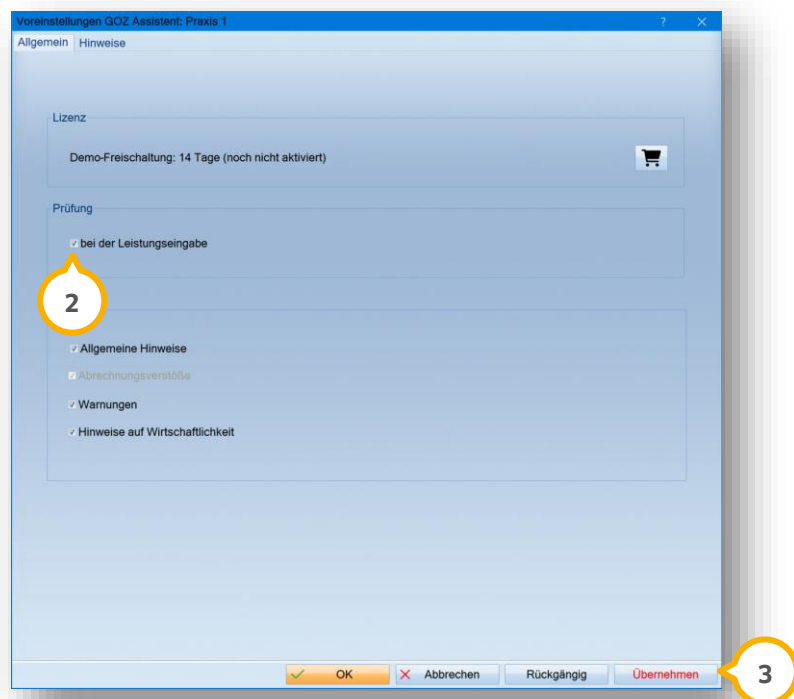 Voreinstellungen GOZ Assistent: Praxis 1
Allgemein Hinweise
Lizenz
Demo-Freischaltung: 14 Tage (noch nicht aktiviert)
Prüfung
bei der Leistungseingabe
2
Allgemeine Hinweise
Abrechnungsverstöße
Warnungen
Hinweise auf Wirtschaftlichkeit
OK Abbrechen Rückgängig Übernehmen
3